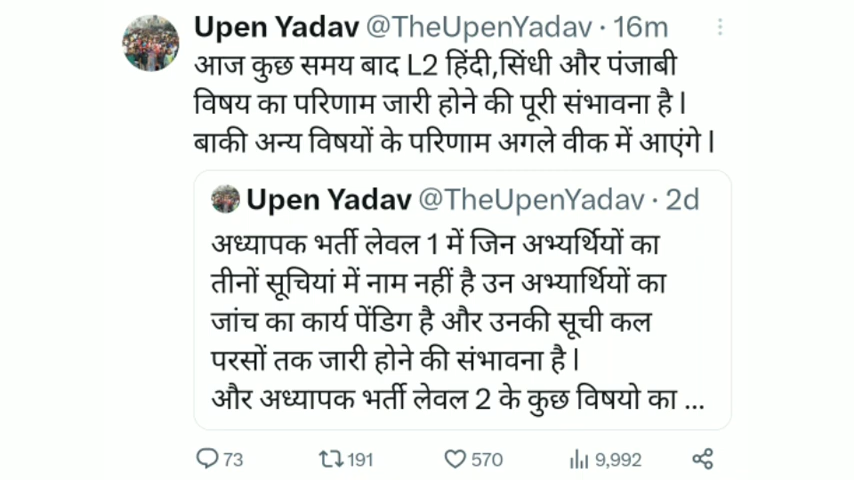 Upen Yadav @TheUpenYadav · 16m
आज कुछ समय बाद L2 हिंदी,सिंधी और पंजाबी
विषय का परिणाम जारी होने की पूरी संभावना है।
बाकी अन्य विषयों के परिणाम अगले वीक में आएंगे।
Upen Yadav @TheUpenYadav · 2d
अध्यापक भर्ती लेवल 1 में जिन अभ्यर्थियों का
तीनों सूचियां में नाम नहीं है उन अभ्यार्थियों का
जांच का कार्य पेंडिग है और उनकी सूची कल
परसों तक जारी होने की संभावना है।
और अध्यापक भर्ती लेवल 2 के कुछ विषयो का ...
73 191 570 9,992